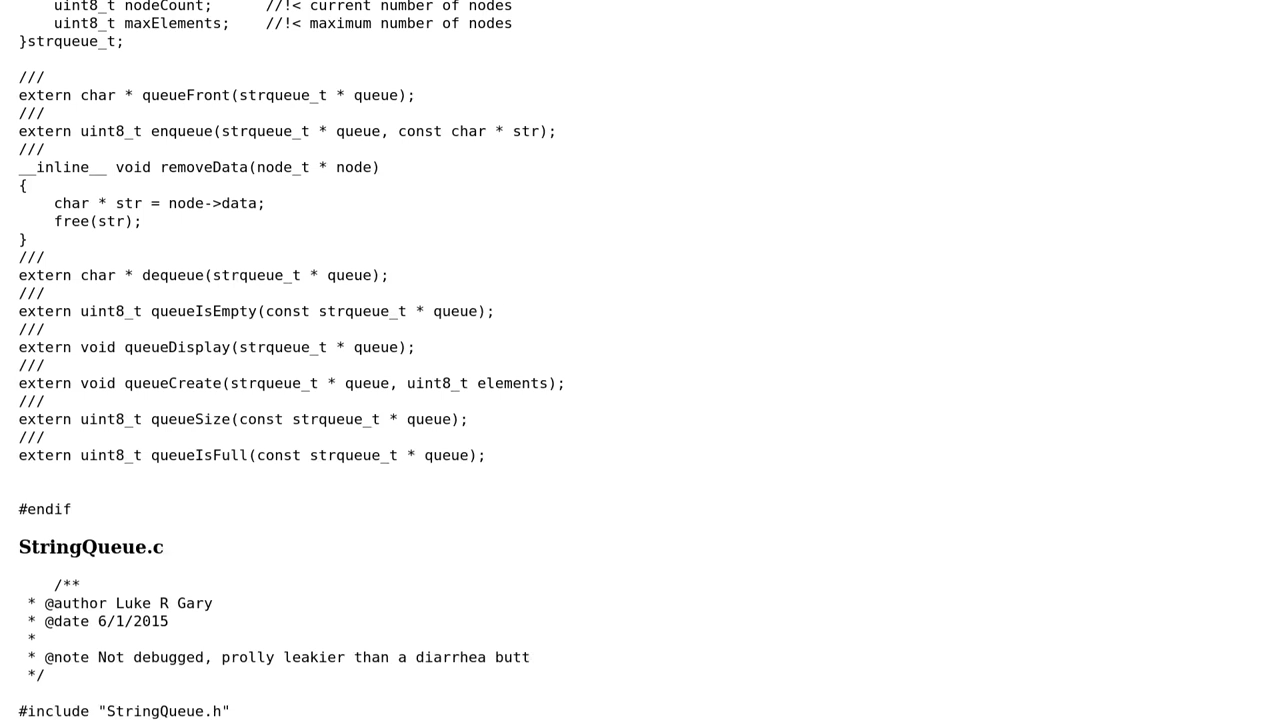 uint8_t nodeCount;      //!< current number of nodes
    uint8_t maxElements;    //!< maximum number of nodes
}strqueue_t;

///
extern char * queueFront(strqueue_t * queue);
///
extern uint8_t enqueue(strqueue_t * queue, const char * str);
///
__inline__ void removeData(node_t * node)
{
    char * str = node->data;
    free(str);
}
///
extern char * dequeue(strqueue_t * queue);
///
extern uint8_t queueIsEmpty(const strqueue_t * queue);
///
extern void queueDisplay(strqueue_t * queue);
///
extern void queueCreate(strqueue_t * queue, uint8_t elements);
///
extern uint8_t queueSize(const strqueue_t * queue);
///
extern uint8_t queueIsFull(const strqueue_t * queue);


#endif
StringQueue.c
    /**
 * @author Luke R Gary
 * @date 6/1/2015
 *
 * @note Not debugged, prolly leakier than a diarrhea butt
 */

#include "StringQueue.h"